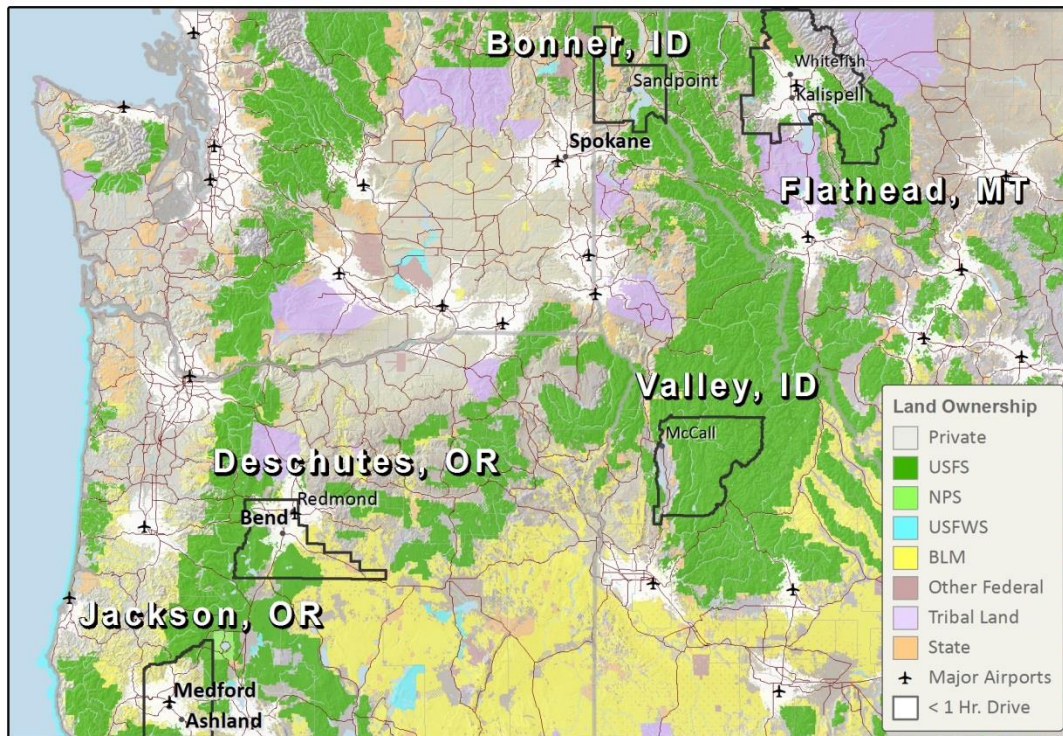 Bonner, ID
Whitefish
Sandpoint
Kalispell
Spokane
Flathead, MT
Valley, ID
McCall
Deschutes, OR
Redmond
Bend
Jackson, OR
Medford
Ashland
Land Ownership
Private
USFS
NPS
USFWS
BLM
Other Federal
Tribal Land
State
Major Airports
< 1 Hr. Drive